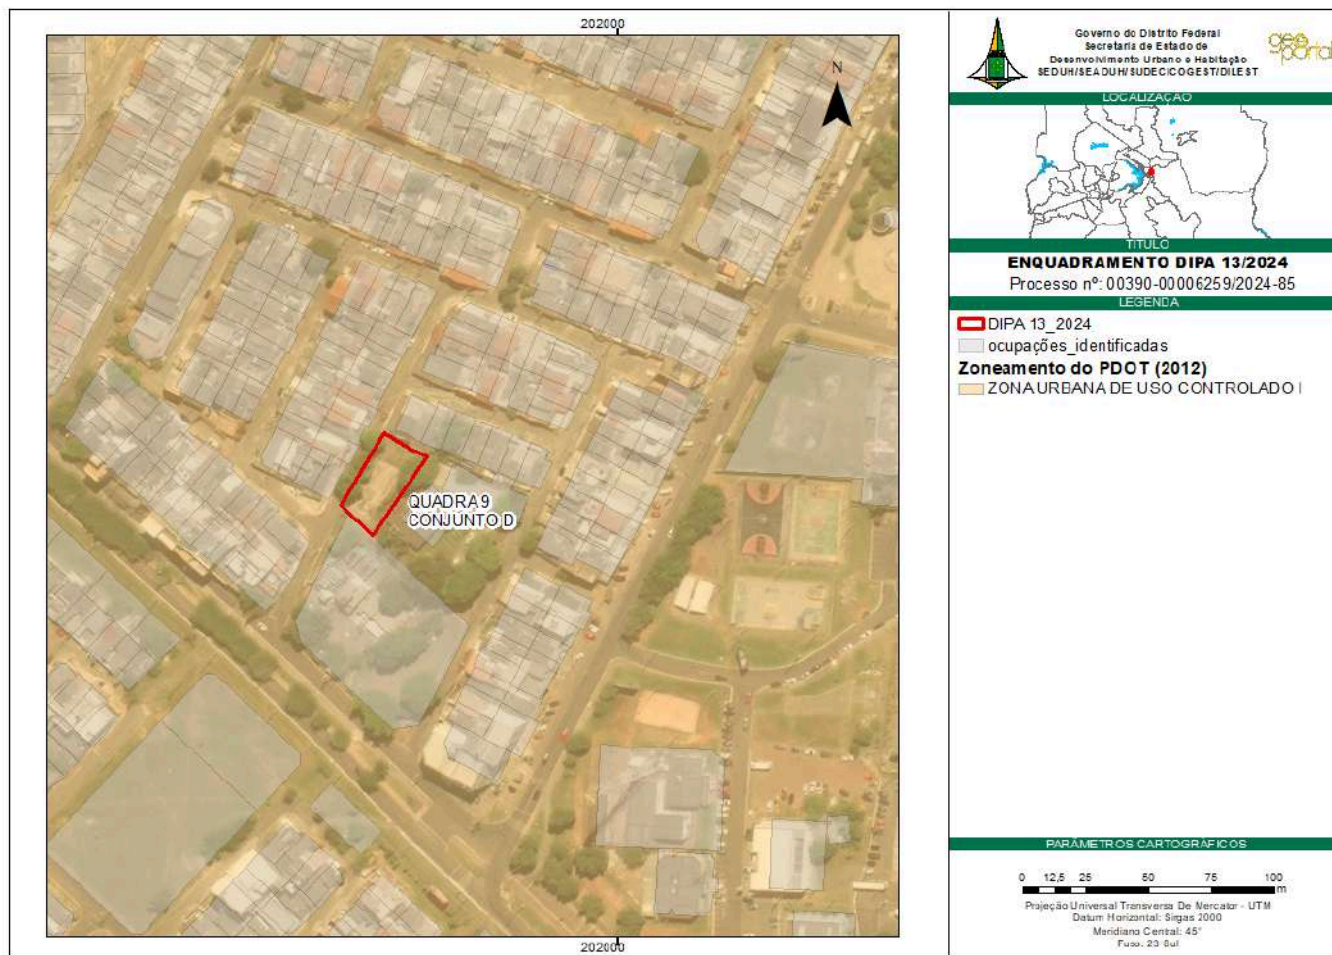 202000
N
QUADRA 9
CONJUNTO D
202000
Governo do Distrito Federal
Secretaria de Estado de
Desenvolvimento Urbano e Habitação
SEDUH/SEADUH/SUDEC/COGEST/DILEST
geo
portal
LOCALIZAÇÃO
TÍTULO
ENQUADRAMENTO DIPA 13/2024
Processo nº: 00390-00006259/2024-85
LEGENDA
DIPA 13_2024
ocupações_identificadas
Zoneamento do PDOT (2012)
ZONA URBANA DE USO CONTROLADO I
PARÂMETROS CARTOGRÁFICOS
0 12,5 25 50 75 100
m
Projeção Universal Transversa De Mercator - UTM
Datum Horizontal: Sirgas 2000
Meridiano Central: 45°
Fuso: 23 Sul